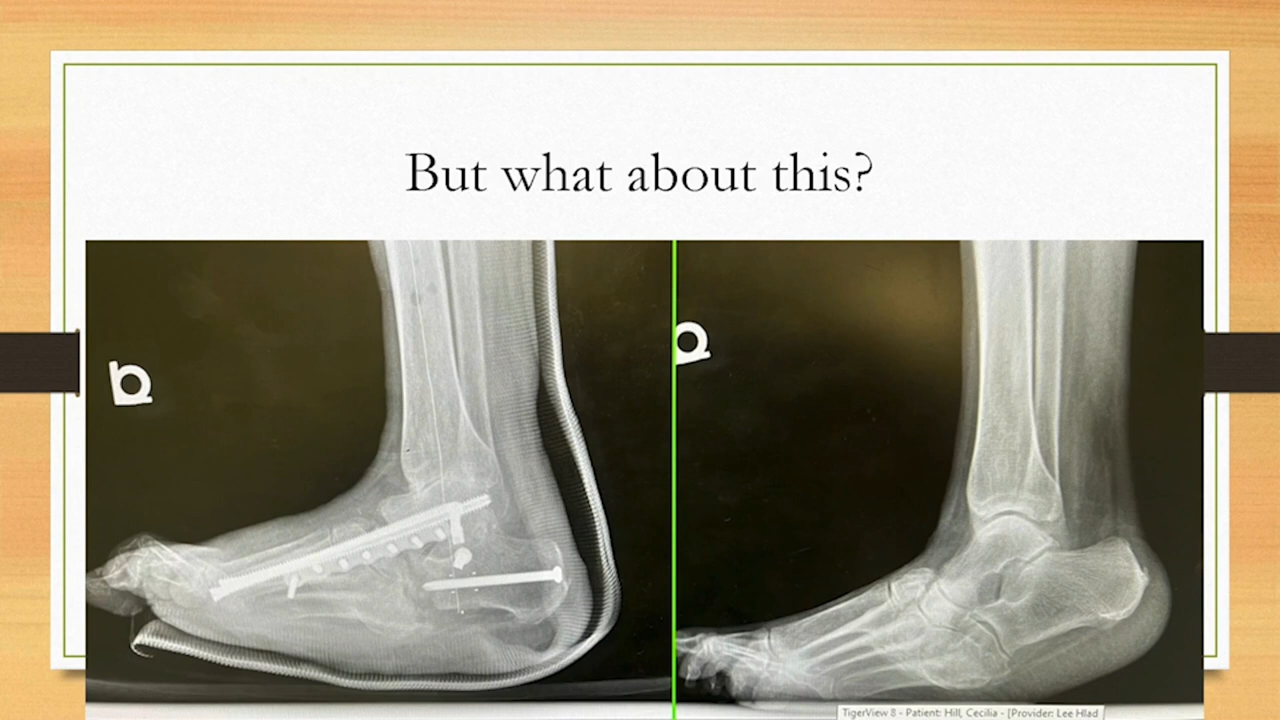 But what about this?
TigerView 8 - Patient: Hill, Cecilia - [Provider: Lee Hlad